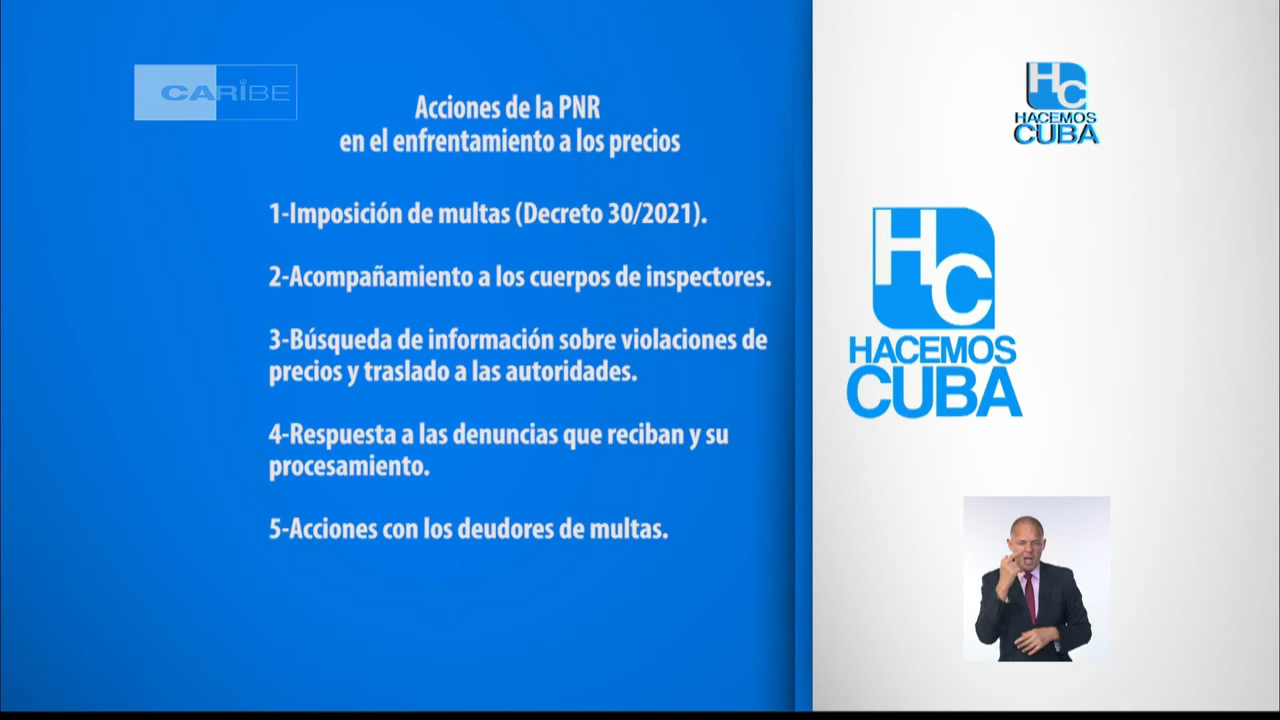 CARIBE
Acciones de la PNR
en el enfrentamiento a los precios
1-Imposición de multas (Decreto 30/2021).
2-Acompañamiento a los cuerpos de inspectores.
3-Búsqueda de información sobre violaciones de
precios y traslado a las autoridades.
4-Respuesta a las denuncias que reciban y su
procesamiento.
5-Acciones con los deudores de multas.
HC
HACEMOS
CUBA
HC
HACEMOS
CUBA